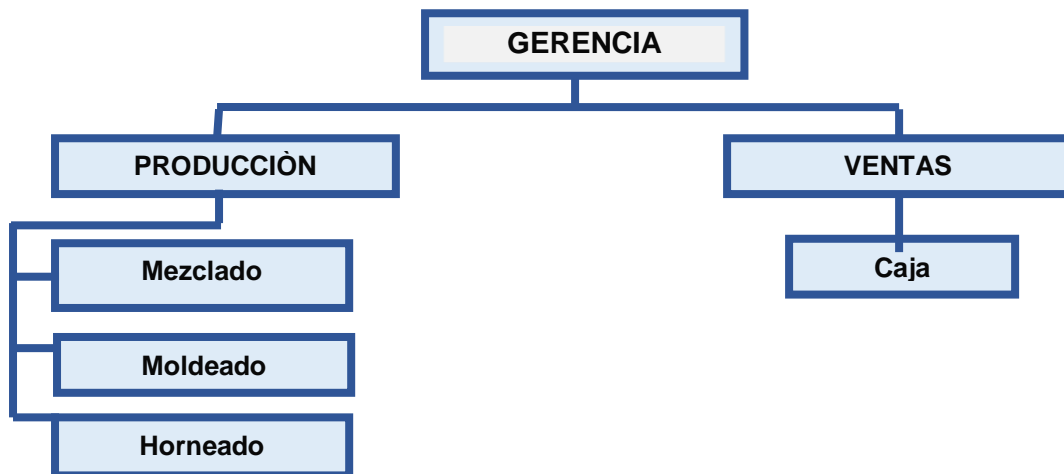 GERENCIA
PRODUCCIÒN
VENTAS
Mezclado
Caja
Moldeado
Horneado